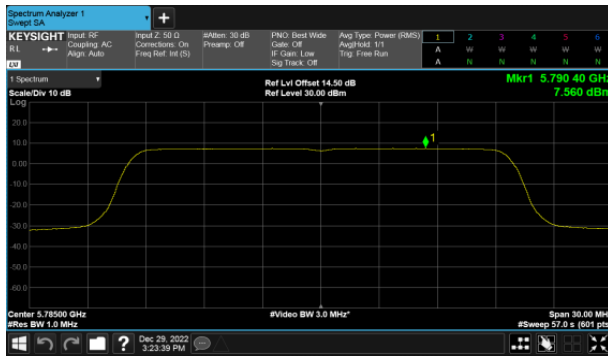 Spectrum Analyzer 1
Swept SA
+
KEYSIGHT Input: RF Input Z: 50 Ω #Atten: 30 dB PNO: Best Wide Avg Type: Power (RMS) 1 2 3 4 5 6
RL Coupling: AC Corrections: On Preamp: Off Gate: Off Avg|Hold: 1/1 A W W W W W
Align: Auto Freq Ref: Int (S) IF Gain: Low Trig: Free Run
LXI Sig Track: Off A N N N N N
1 Spectrum Ref Lvl Offset 14.50 dB Mkr1 5.790 40 GHz
Scale/Div 10 dB Ref Level 30.00 dBm 7.560 dBm
Log
20.0
10.0
0.00
-10.0
-20.0
-30.0
-40.0
-50.0
-60.0
1
Center 5.78500 GHz #Video BW 3.0 MHz* Span 30.00 MH
#Res BW 1.0 MHz #Sweep 57.0 s (601 pts
? Dec 29, 2022
3:23:39 PM